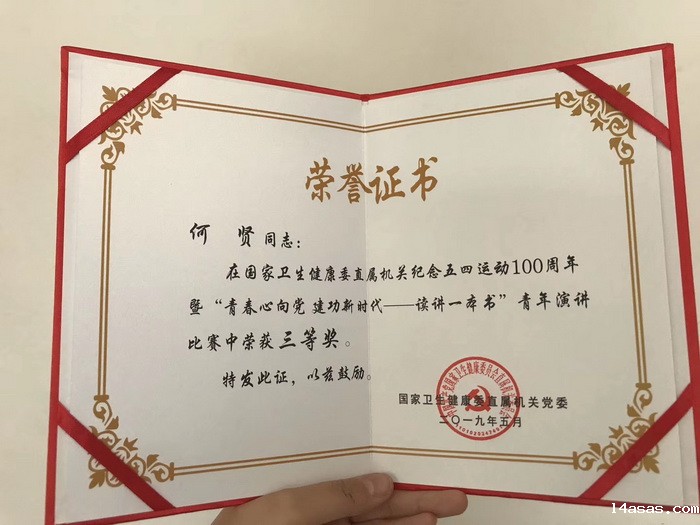 荣誉证书
何 贤 同志：
在国家卫生健康委直属机关纪念五四运动100周年
暨“青春心向党 建功新时代——读讲一本书”青年演讲
比赛中荣获三等奖。
特发此证，以兹鼓励。
国家卫生健康委直属机关党委
二〇一九年五月
14asas.com